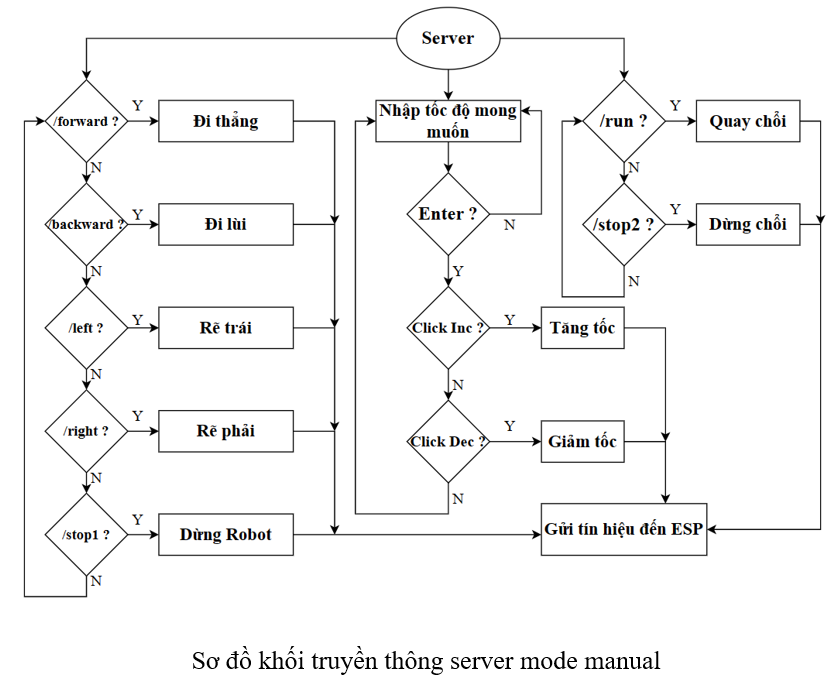 Server
/forward ?
Y
Đi thẳng
N
/backward ?
Y
Đi lùi
N
/left ?
Y
Rẽ trái
N
/right ?
Y
Rẽ phải
N
/stop1 ?
Y
Dừng Robot
N
Nhập tốc độ mong
muốn
Enter ?
N
Y
Click Inc ?
Y
Tăng tốc
N
Click Dec ?
Y
Giảm tốc
N
/run ?
Y
Quay chổi
N
/stop2 ?
Y
Dừng chổi
N
Gửi tín hiệu đến ESP
Sơ đồ khối truyền thông server mode manual